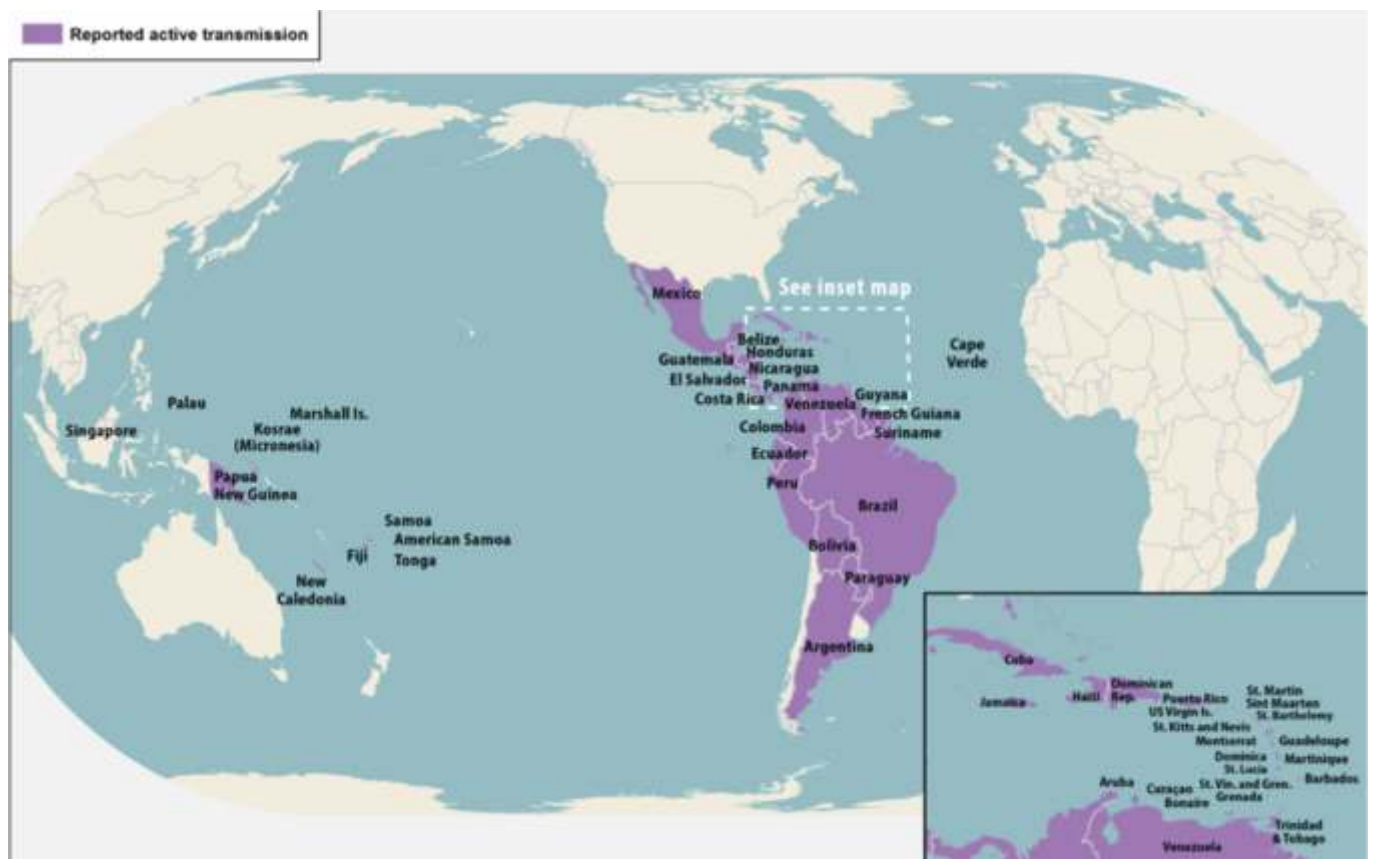 Reported active transmission
See inset map
Mexico
Belize
Honduras
Guatemala
Nicaragua
El Salvador
Panama
Costa Rica
Venezuela
Guyana
French Guiana
Colombia
Suriname
Ecuador
Peru
Brazil
Bolivia
Paraguay
Argentina
Cape
Verde
Palau
Marshall Is.
Singapore
Kosrae
(Micronesia)
Papua
New Guinea
Samoa
American Samoa
Fiji
Tonga
New
Caledonia
Cuba
Jamaica
Haiti
Dominican
Rep.
Puerto Rico
US Virgin Is.
St. Martin
Sint Maarten
St. Barthelemy
St. Kitts and Nevis
Montserrat
Guadeloupe
Dominica
Martinique
St. Lucia
Barbados
St. Vin. and Gren.
Aruba
Curaçao
Bonaire
Grenada
Trinidad
& Tobago
Venezuela